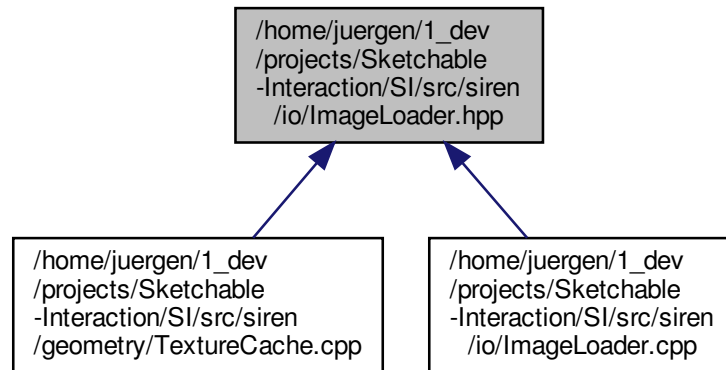 /home/juergen/1_dev
/projects/Sketchable
-Interaction/SI/src/siren
/io/ImageLoader.hpp
/home/juergen/1_dev
/projects/Sketchable
-Interaction/SI/src/siren
/geometry/TextureCache.cpp
/home/juergen/1_dev
/projects/Sketchable
-Interaction/SI/src/siren
/io/ImageLoader.cpp